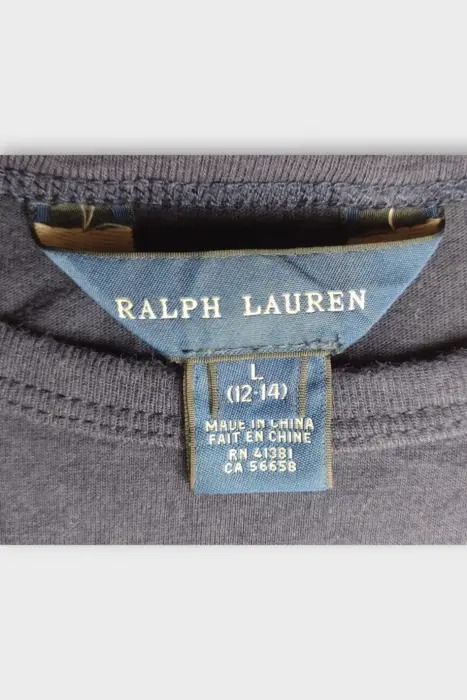 RALPH LAUREN
L
(12-14)
MADE IN CHINA
FAIT EN CHINE
RN 41381
CA 56658